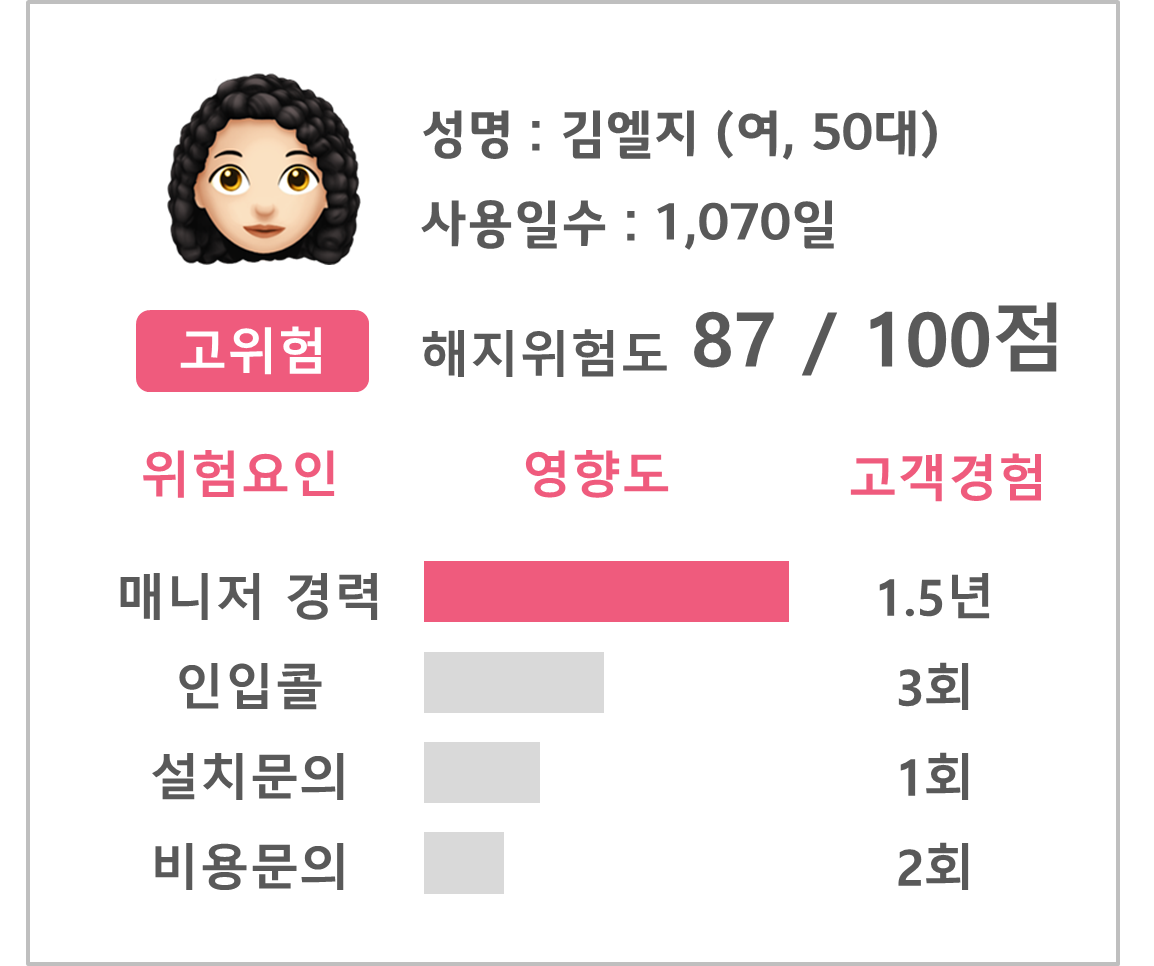 성명 : 김엘지 (여, 50대)
사용일수 : 1,070일
고위험 해지위험도 87 / 100점
위험요인 영향도 고객경험
매니저 경력 1.5년
인입콜 3회
설치문의 1회
비용문의 2회